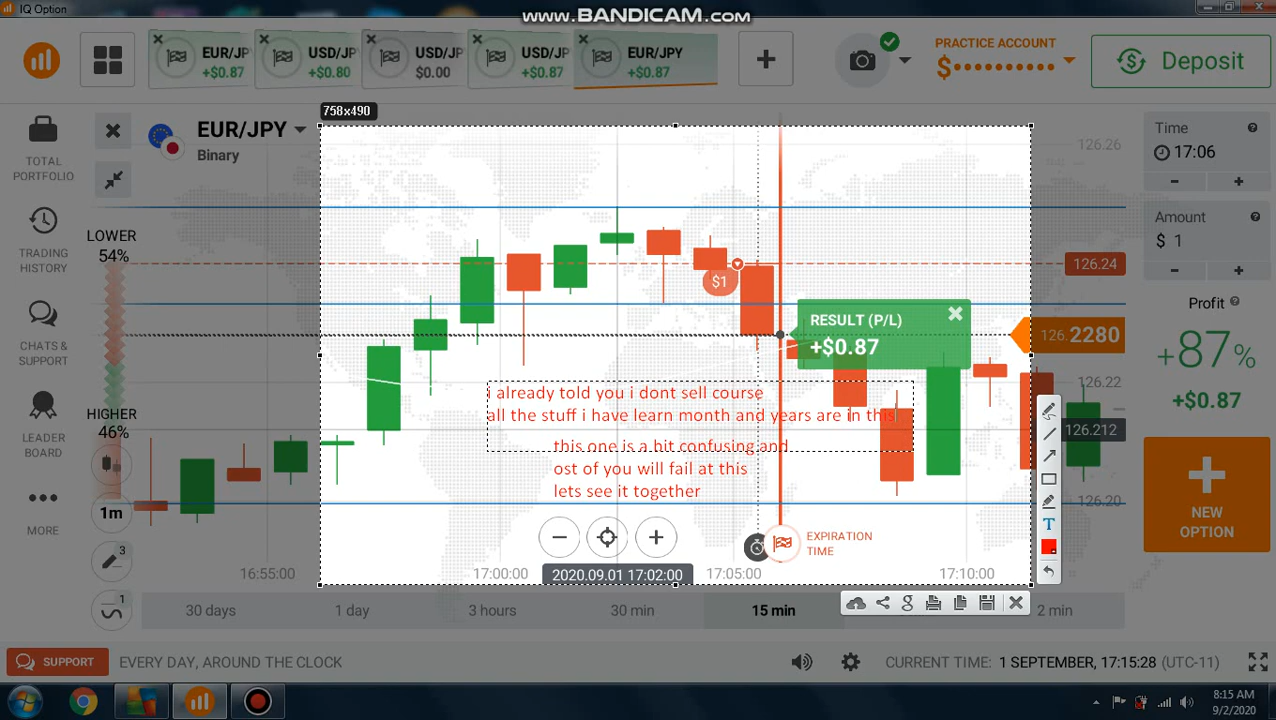 IQ Option
www.BANDICAM.com
EUR/JP
+$0.87
USD/JP
+$0.80
USD/JP
$0.00
USD/JP
+$0.87
EUR/JPY
+$0.87
PRACTICE ACCOUNT
$
Deposit
758x490
EUR/JPY
Binary
TOTAL
PORTFOLIO
TRADING
HISTORY
CHATS &
SUPPORT
LEADER
BOARD
MORE
LOWER
54%
HIGHER
46%
1m
3
1
126.26
126.24
126.2280
126.22
126.212
126.20
$1
RESULT (P/L)
+$0.87
i already told you i dont sell course
all the stuff i have learn month and years are in this
this one is a bit confusing and
ost of you will fail at this
lets see it together
EXPIRATION
TIME
16:55:00
17:00:00
2020.09.01 17:02:00
17:05:00
17:10:00
30 days
1 day
3 hours
30 min
15 min
2 min
Time
17:06
Amount
$ 1
Profit
+87%
+$0.87
NEW
OPTION
T
g
SUPPORT
EVERY DAY, AROUND THE CLOCK
CURRENT TIME: 1 SEPTEMBER, 17:15:28 (UTC-11)
8:15 AM
9/2/2020